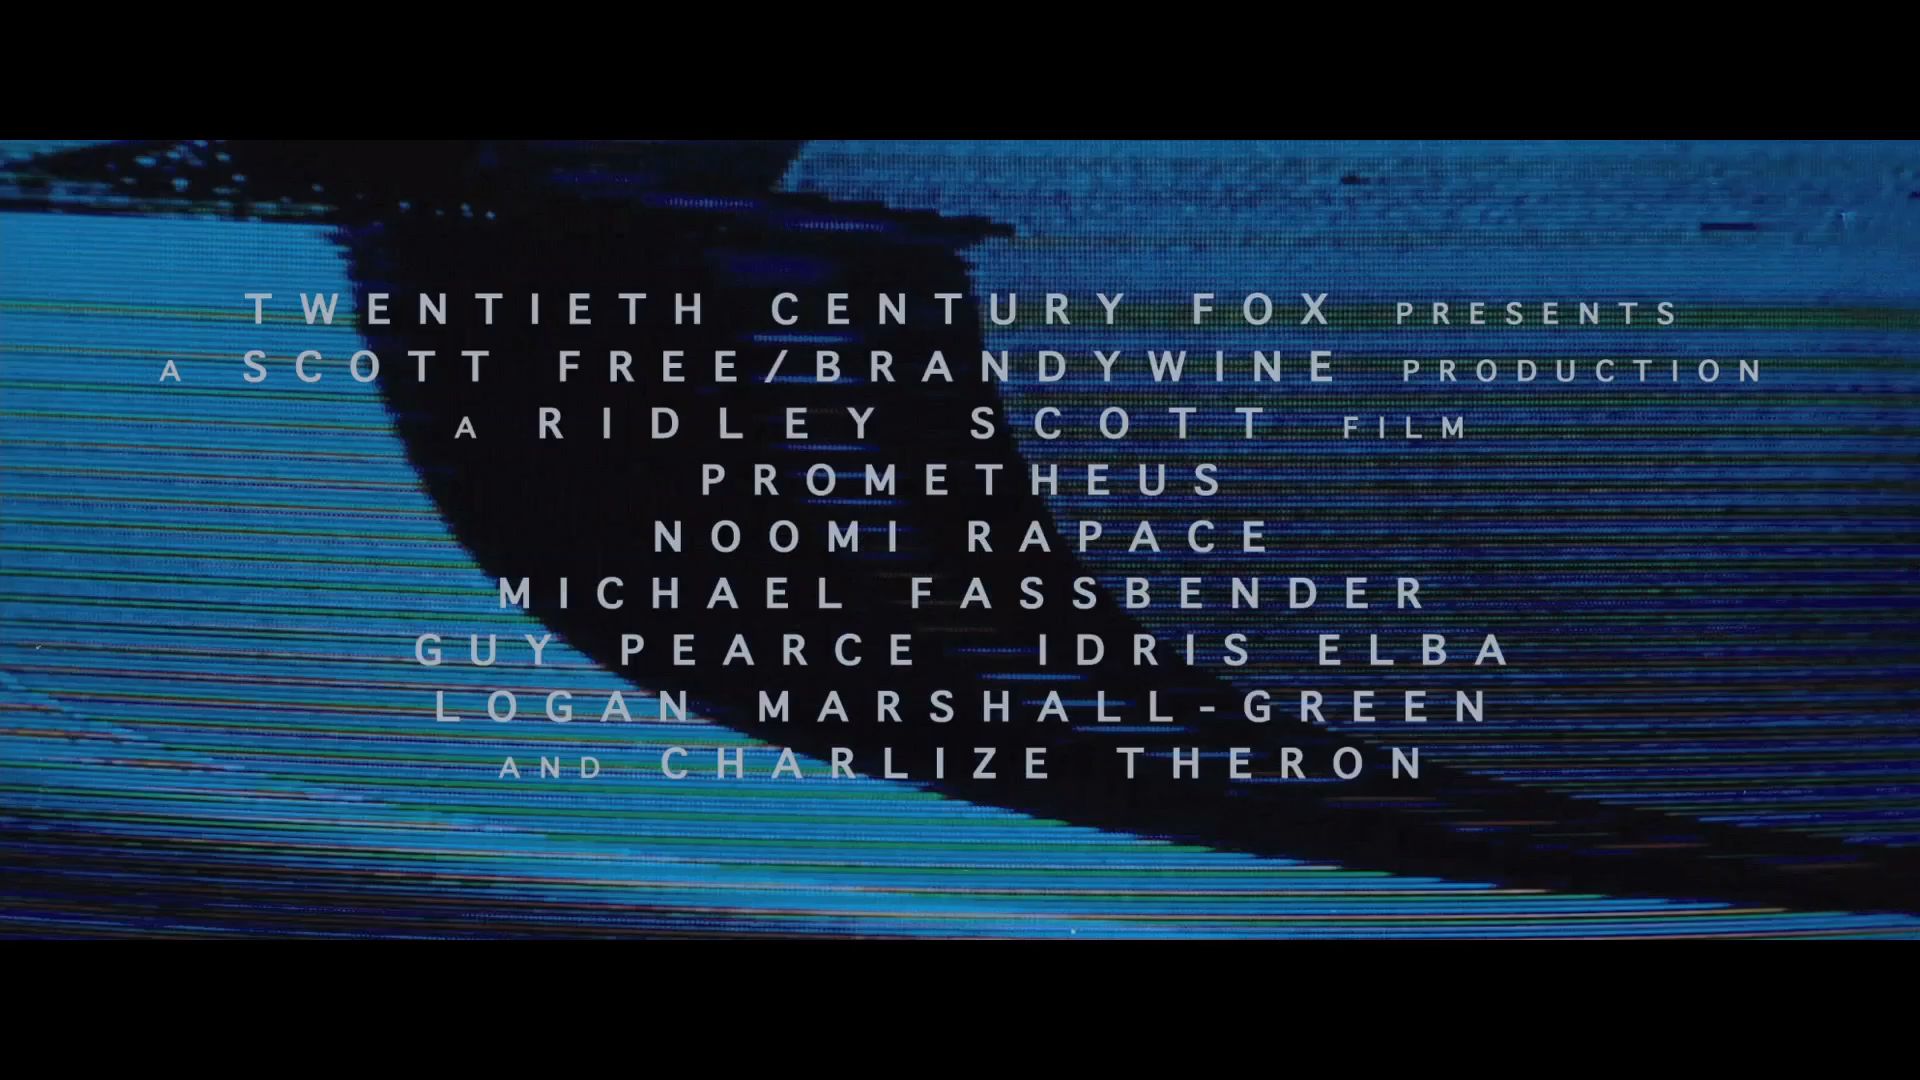 TWENTIETH CENTURY FOX PRESENTS
A SCOTT FREE/BRANDYWINE PRODUCTION
A RIDLEY SCOTT FILM
PROMETHEUS
NOOMI RAPACE
MICHAEL FASSBENDER
GUY PEARCE IDRIS ELBA
LOGAN MARSHALL-GREEN
AND CHARLIZE THERON